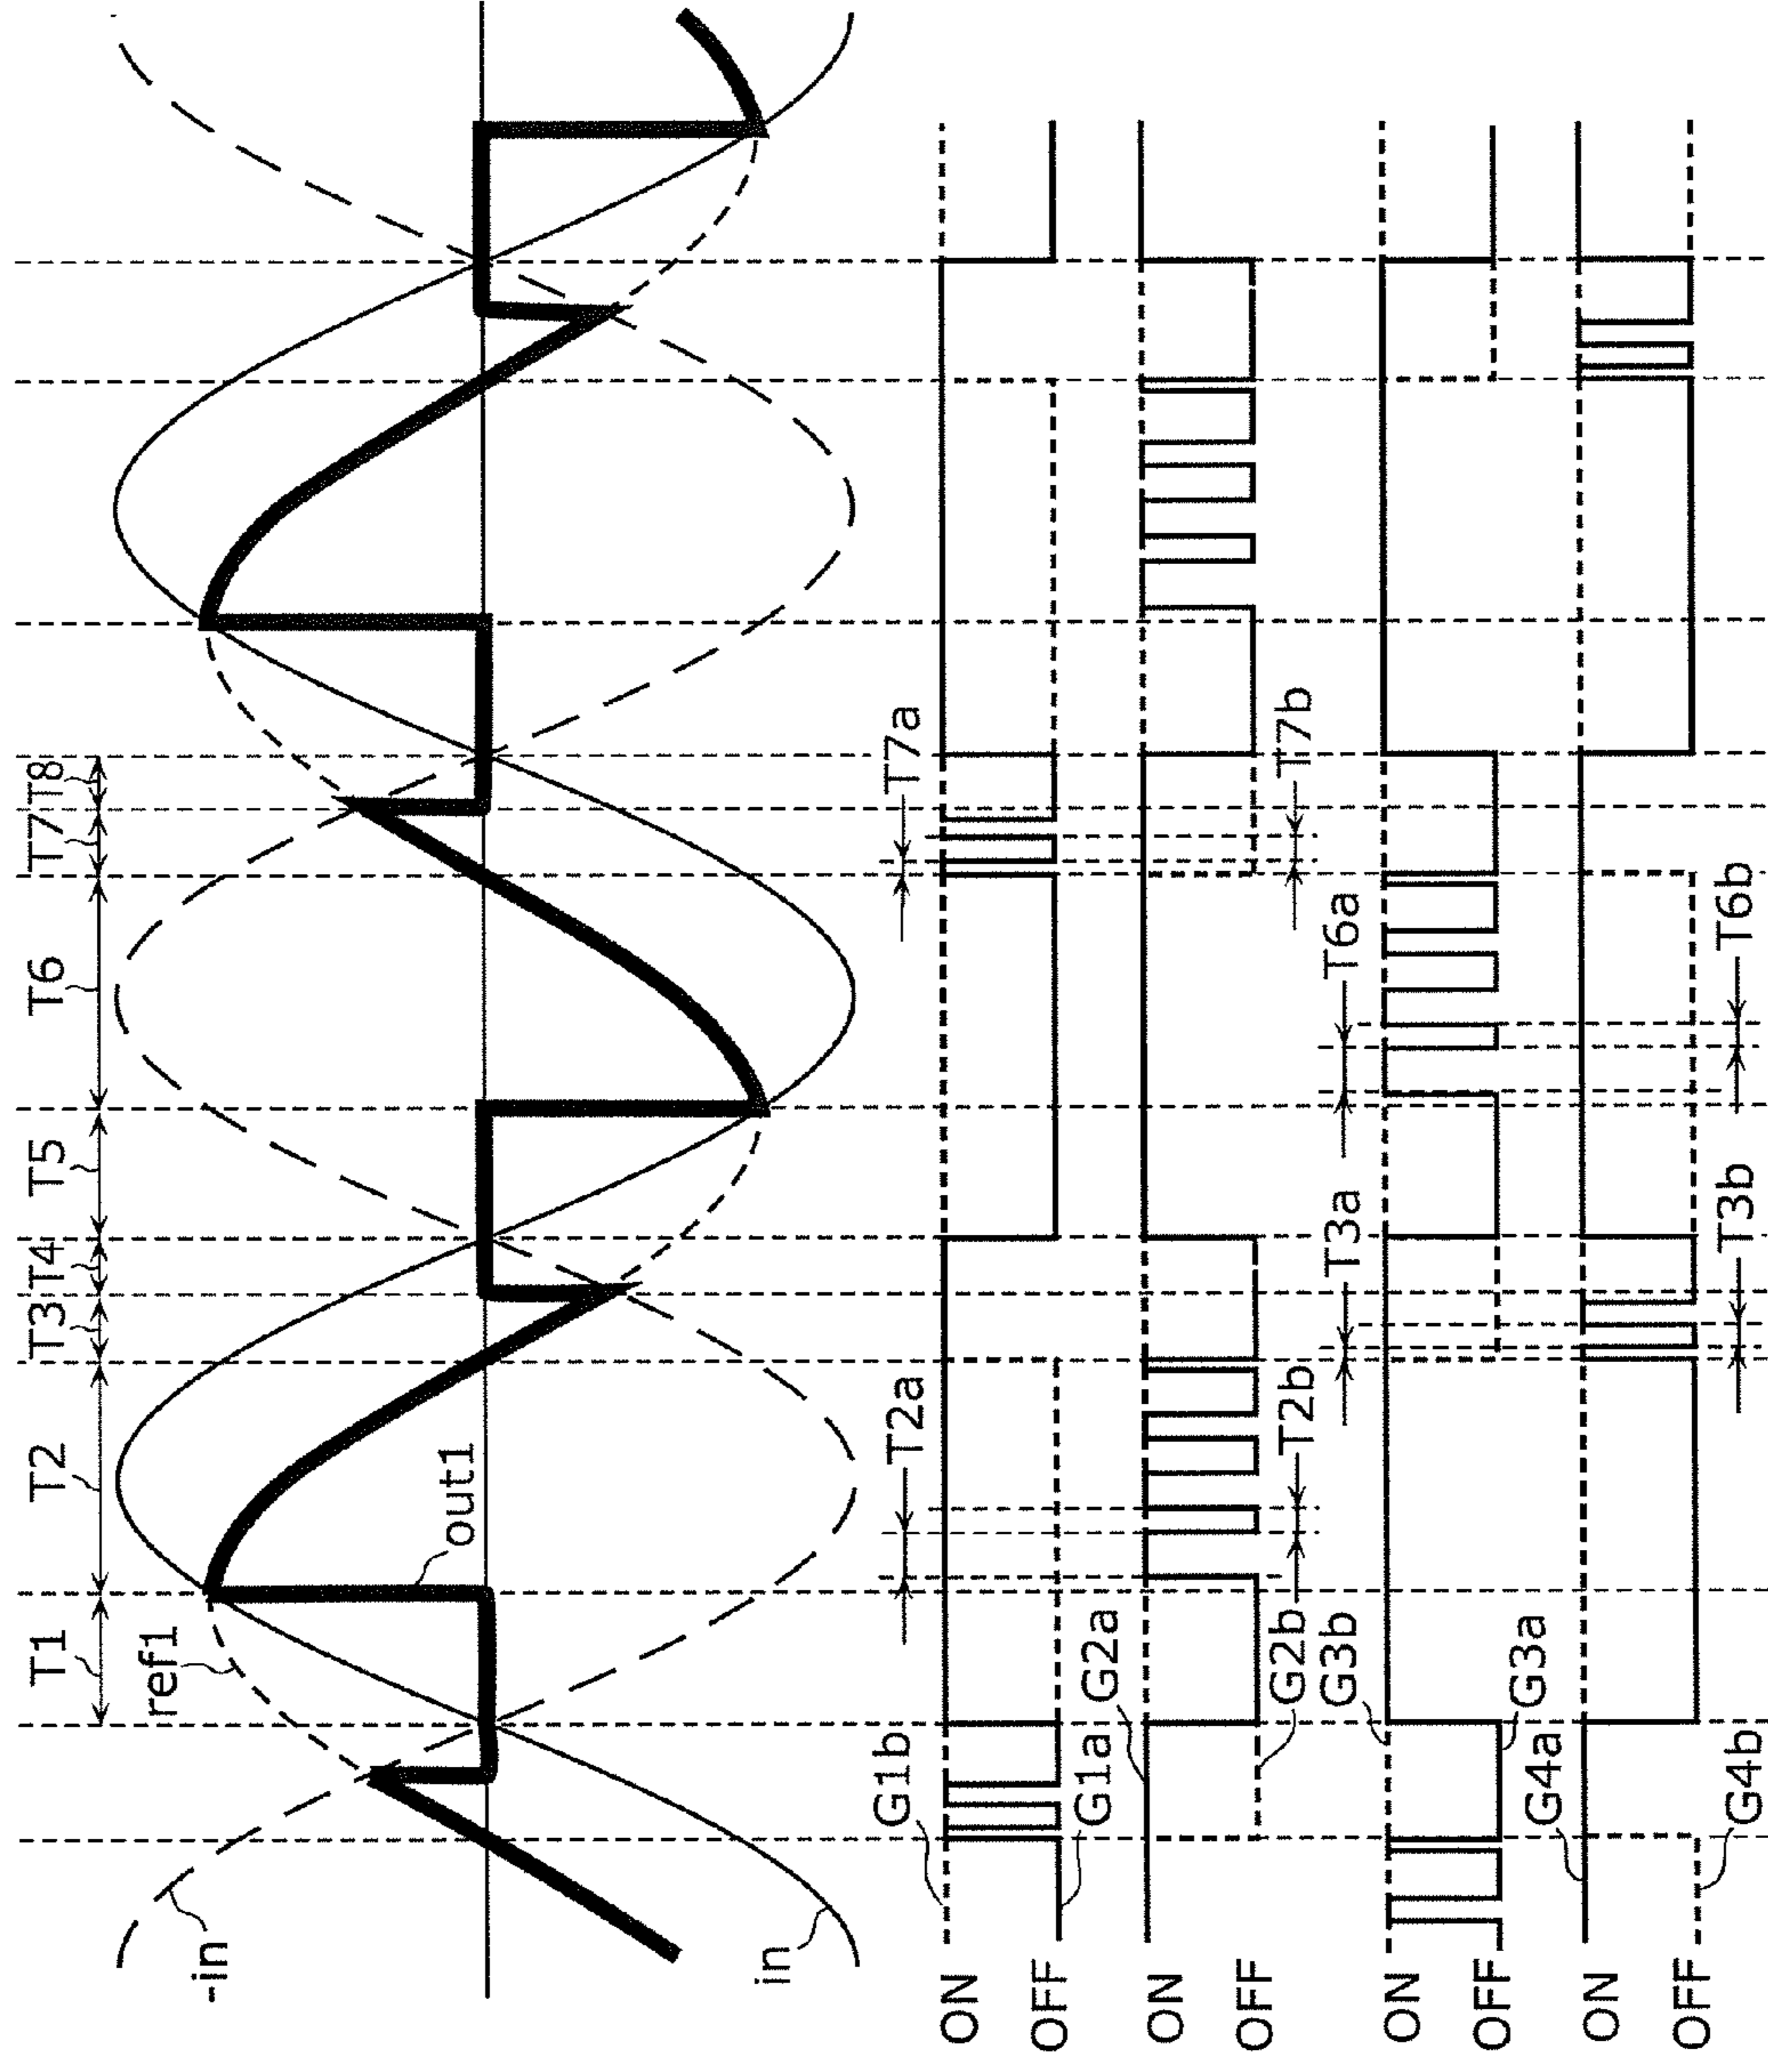 T1
T2
T3
T4
T5
T6
T7
T8
-in
ref1
out1
in
ON
OFF
G1b
G1a
T2a
T7a
ON
OFF
G2a
G2b
T2b
T7b
ON
OFF
G3b
G3a
T3a
T6a
ON
OFF
G4a
G4b
T3b
T6b